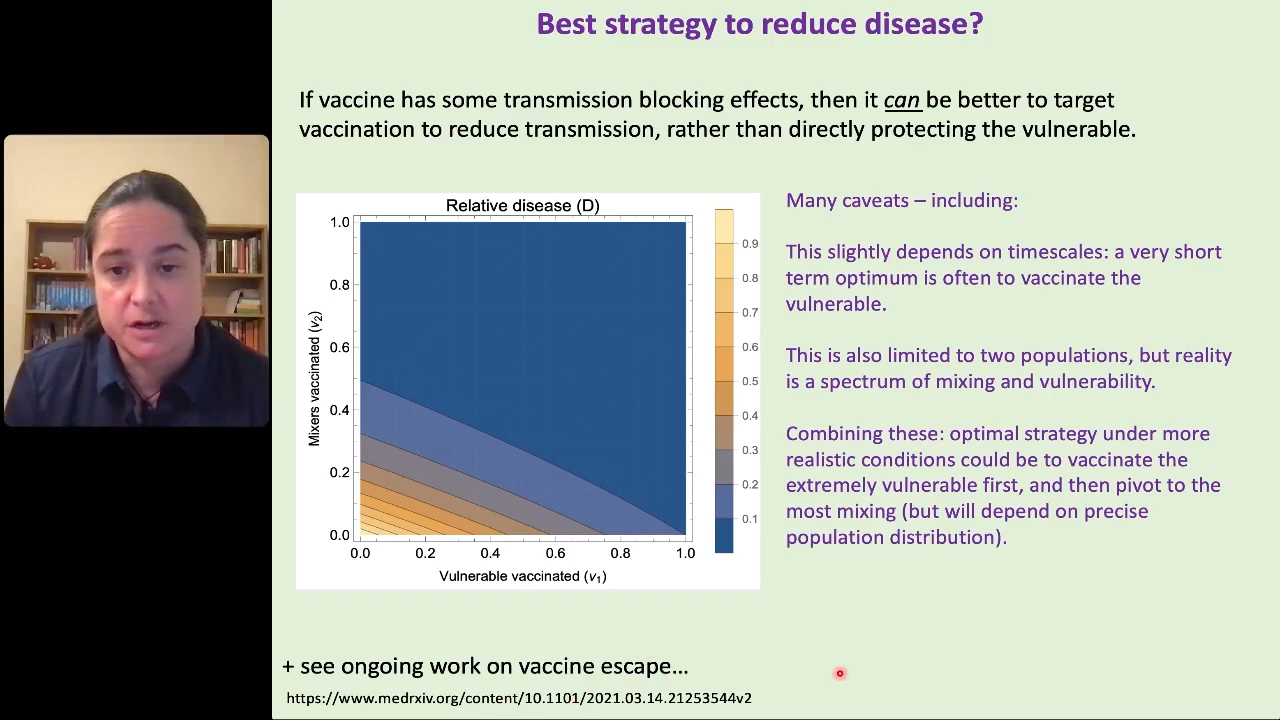 Best strategy to reduce disease?
If vaccine has some transmission blocking effects, then it can be better to target
vaccination to reduce transmission, rather than directly protecting the vulnerable.
Relative disease (D)
1.0
0.8
0.6
0.4
0.2
0.0
Mixers vaccinated (v₂)
0.0 0.2 0.4 0.6 0.8 1.0
Vulnerable vaccinated (v₁)
0.9
0.8
0.7
0.6
0.5
0.4
0.3
0.2
0.1
Many caveats – including:
This slightly depends on timescales: a very short
term optimum is often to vaccinate the
vulnerable.
This is also limited to two populations, but reality
is a spectrum of mixing and vulnerability.
Combining these: optimal strategy under more
realistic conditions could be to vaccinate the
extremely vulnerable first, and then pivot to the
most mixing (but will depend on precise
population distribution).
+ see ongoing work on vaccine escape...
https://www.medrxiv.org/content/10.1101/2021.03.14.21253544v2